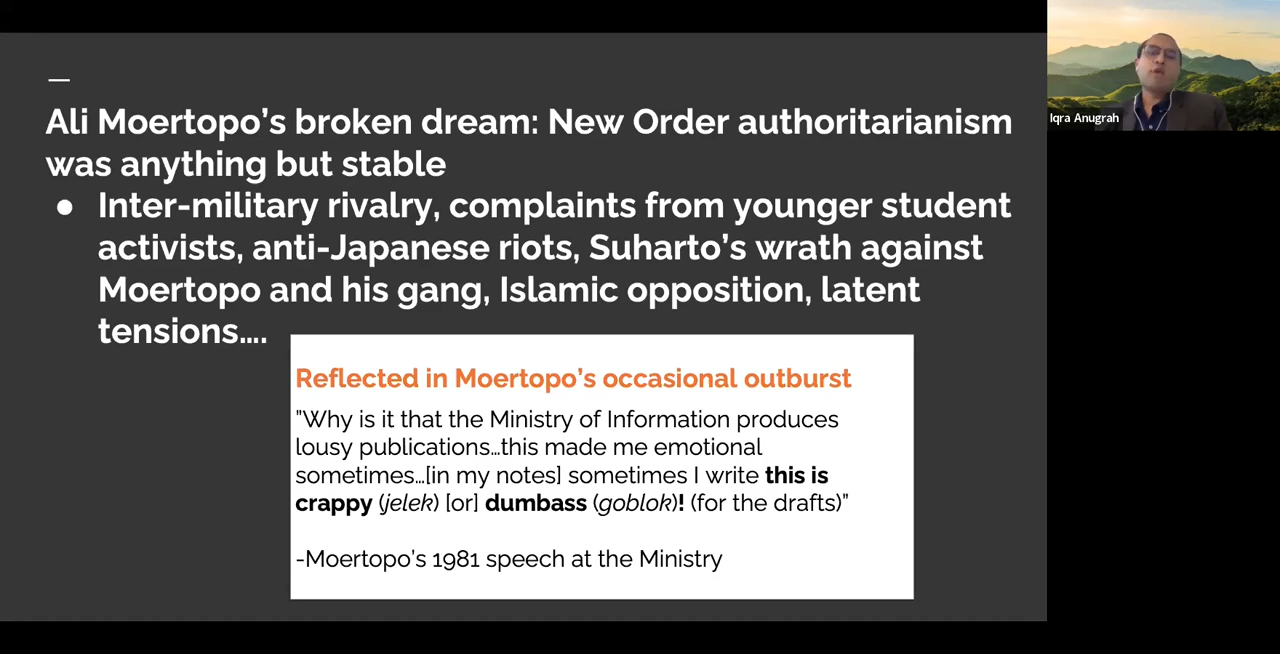 Ali Moertopo’s broken dream: New Order authoritarianism
was anything but stable
● Inter-military rivalry, complaints from younger student
activists, anti-Japanese riots, Suharto’s wrath against
Moertopo and his gang, Islamic opposition, latent
tensions….
Reflected in Moertopo’s occasional outburst
”Why is it that the Ministry of Information produces
lousy publications…this made me emotional
sometimes…[in my notes] sometimes I write this is
crappy (jelek) [or] dumbass (goblok)! (for the drafts)”
-Moertopo’s 1981 speech at the Ministry
Iqra Anugrah